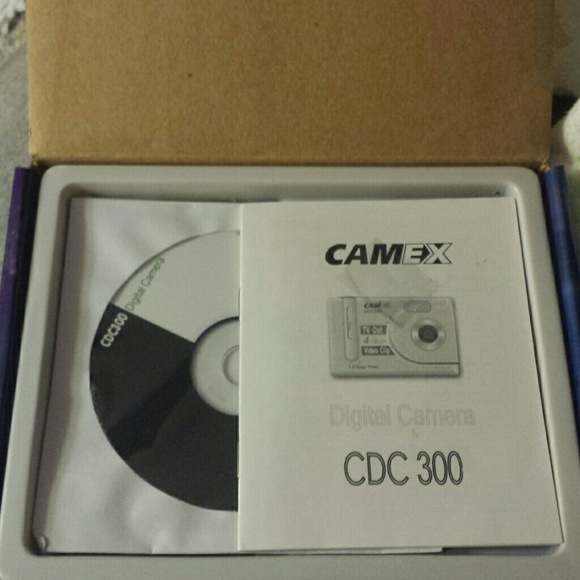 CDC300 Digital Camera
CAMEX
TV Out
Video Clip
Digital Camera
CDC 300